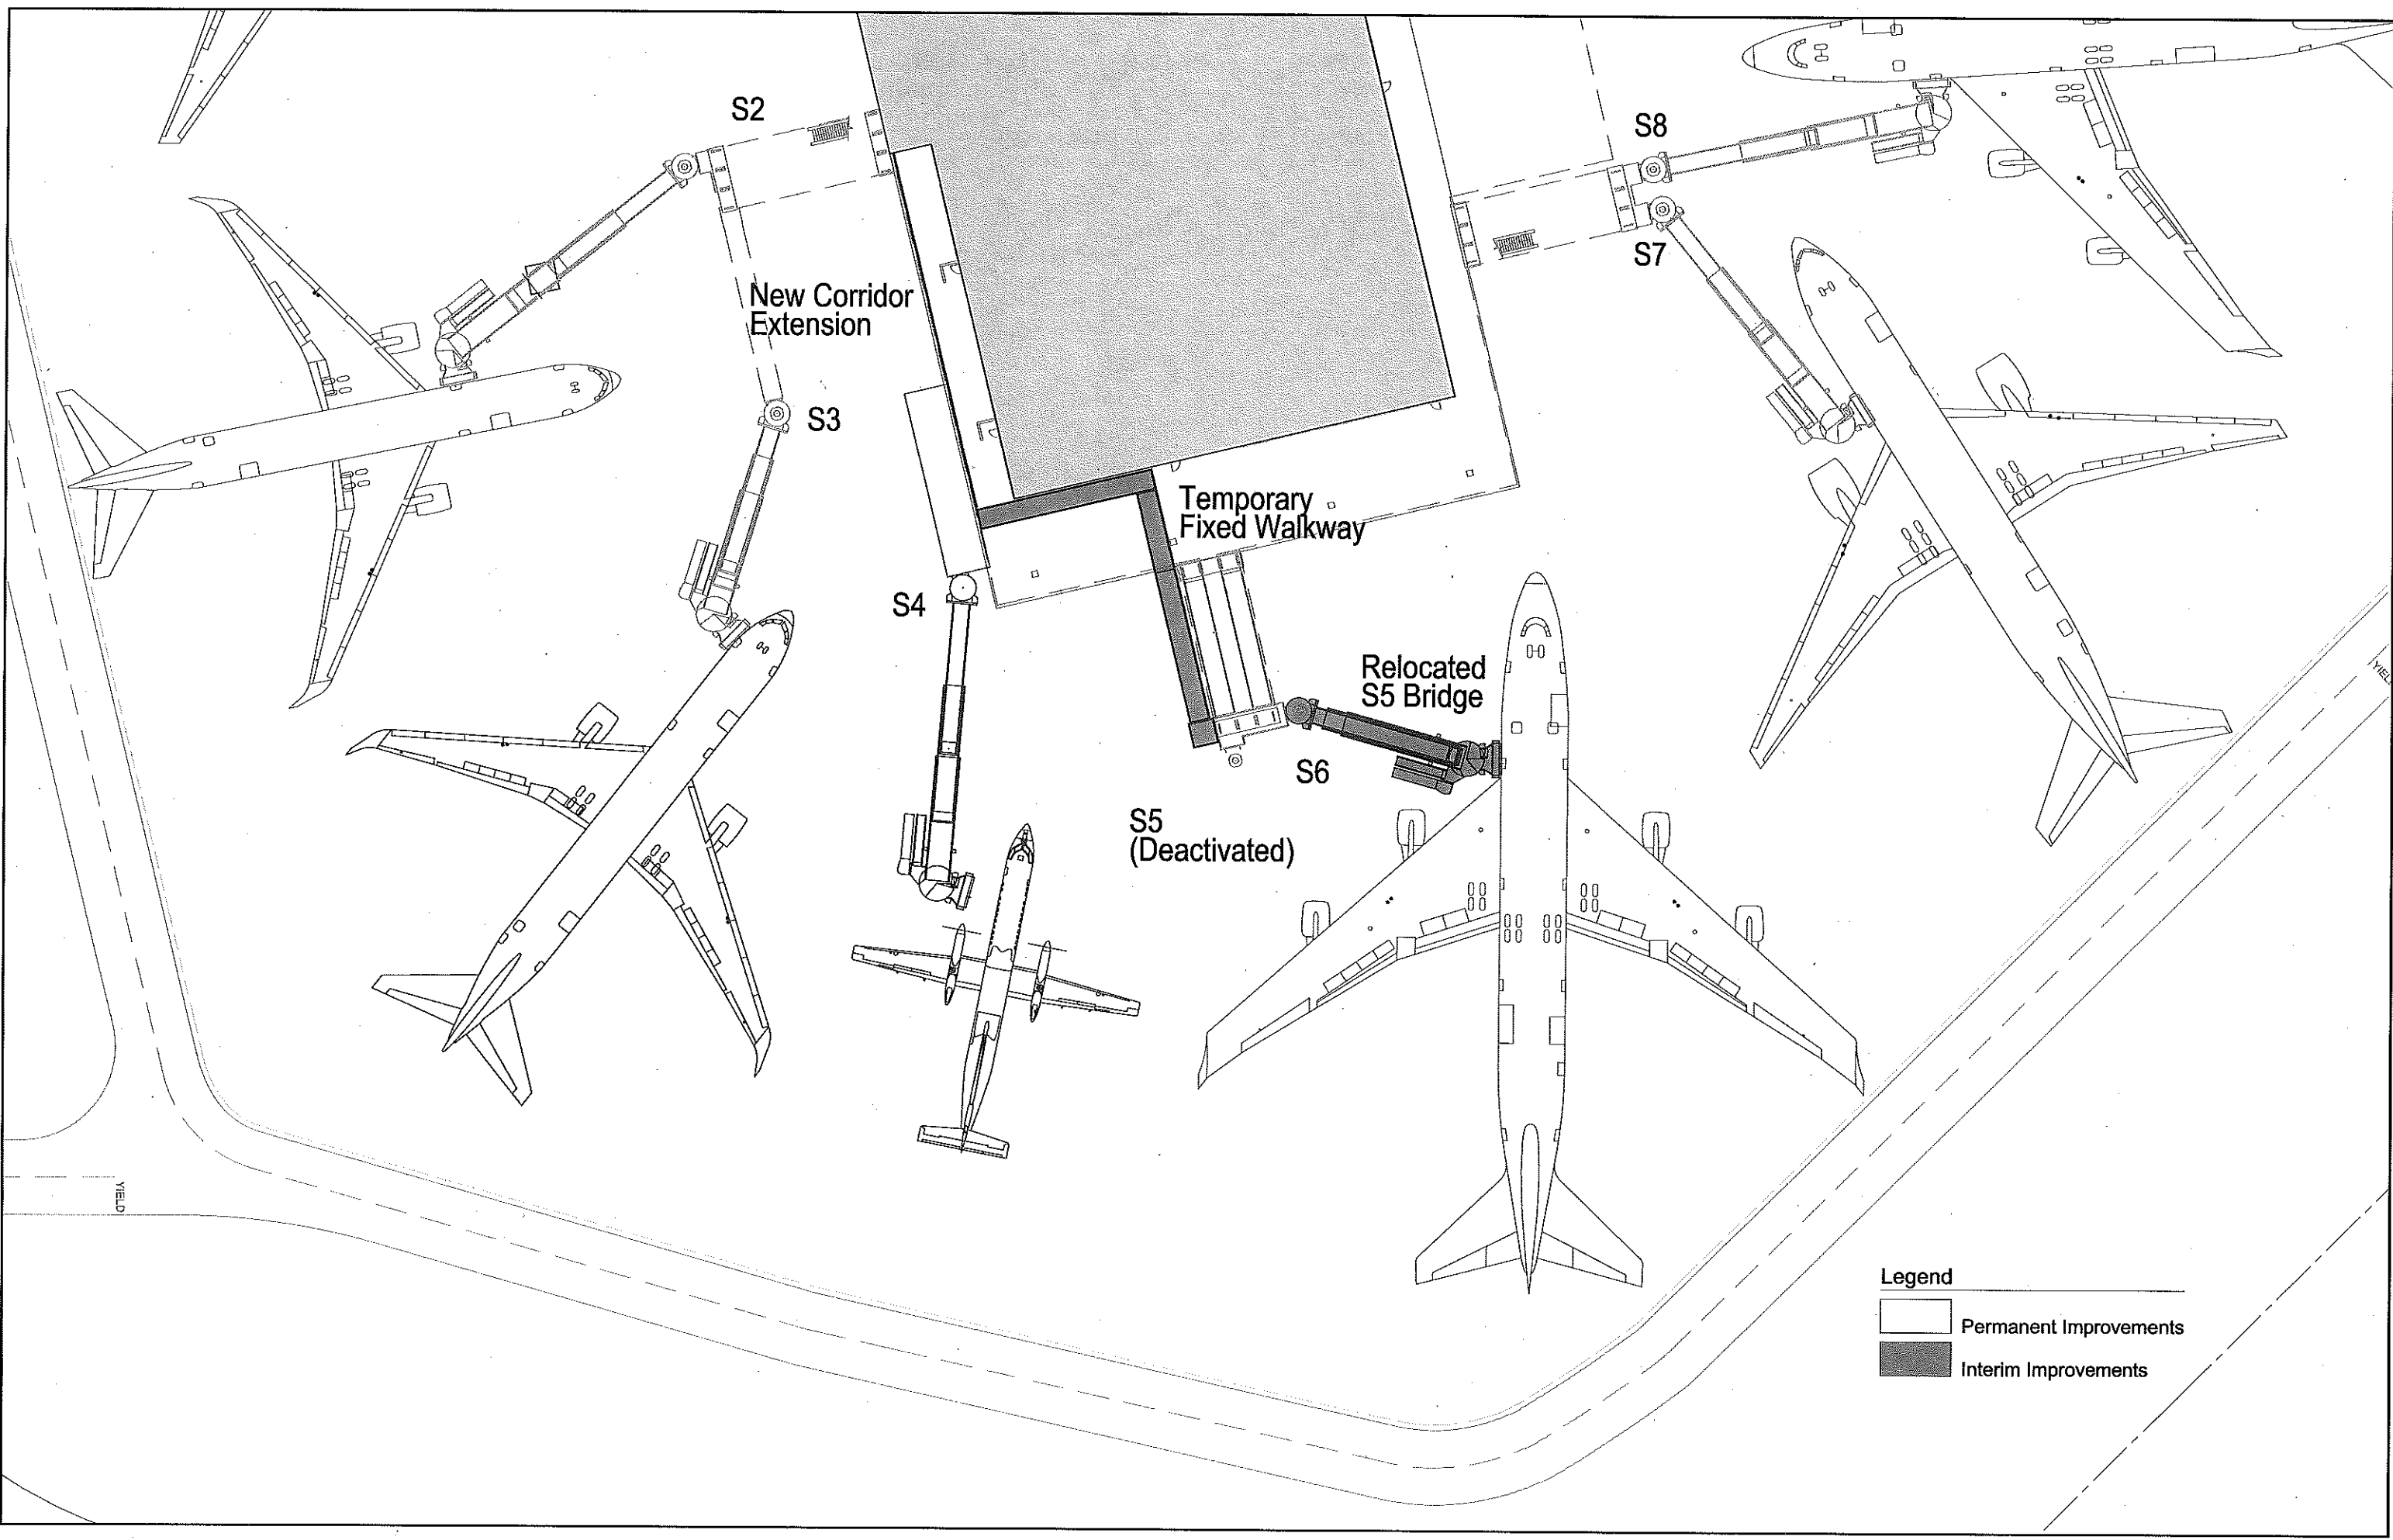 S2
S8
S7
New Corridor
Extension
S3
Temporary
Fixed Walkway
S4
Relocated
S5 Bridge
S6
S5
(Deactivated)
YIELD
Legend
Permanent Improvements
Interim Improvements